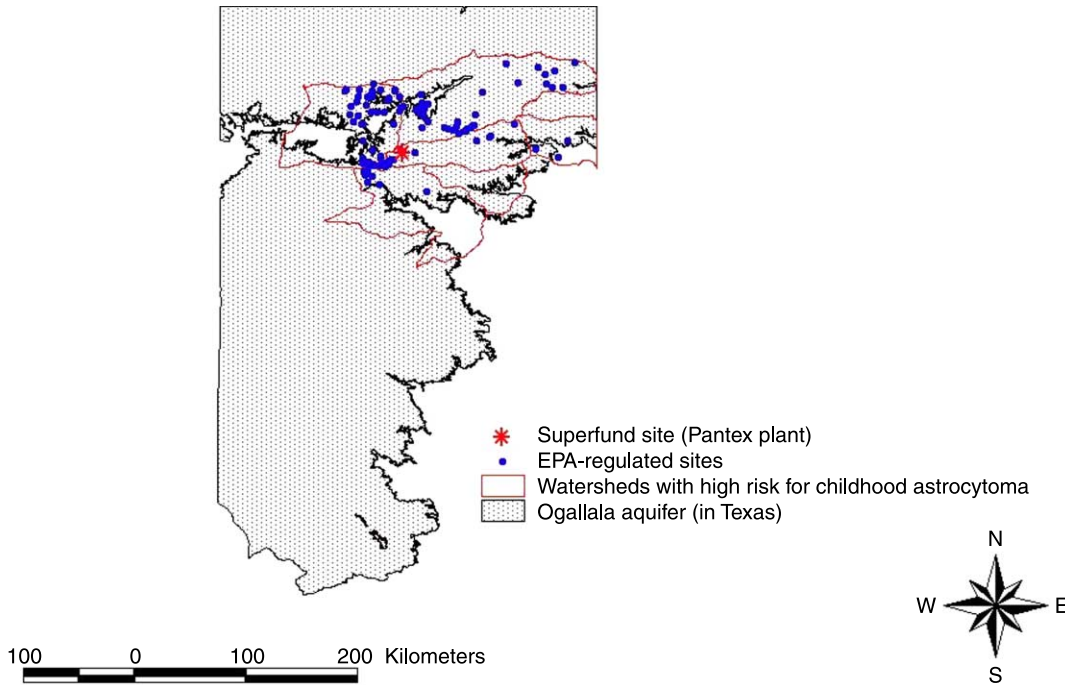 Superfund site (Pantex plant)
EPA-regulated sites
Watersheds with high risk for childhood astrocytoma
Ogallala aquifer (in Texas)
N
W E
S
100 0 100 200 Kilometers